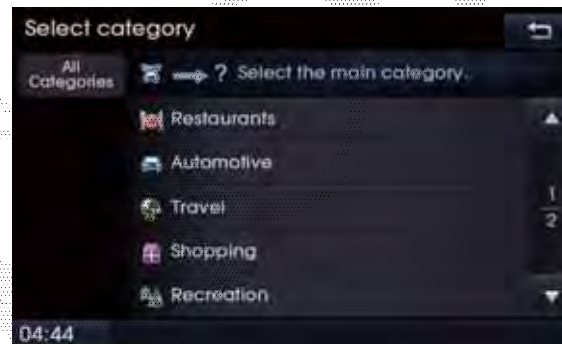 Select category
All
Categories
? Select the main category.
Restaurants
Automotive
Travel
Shopping
Recreation
1
2
04:44